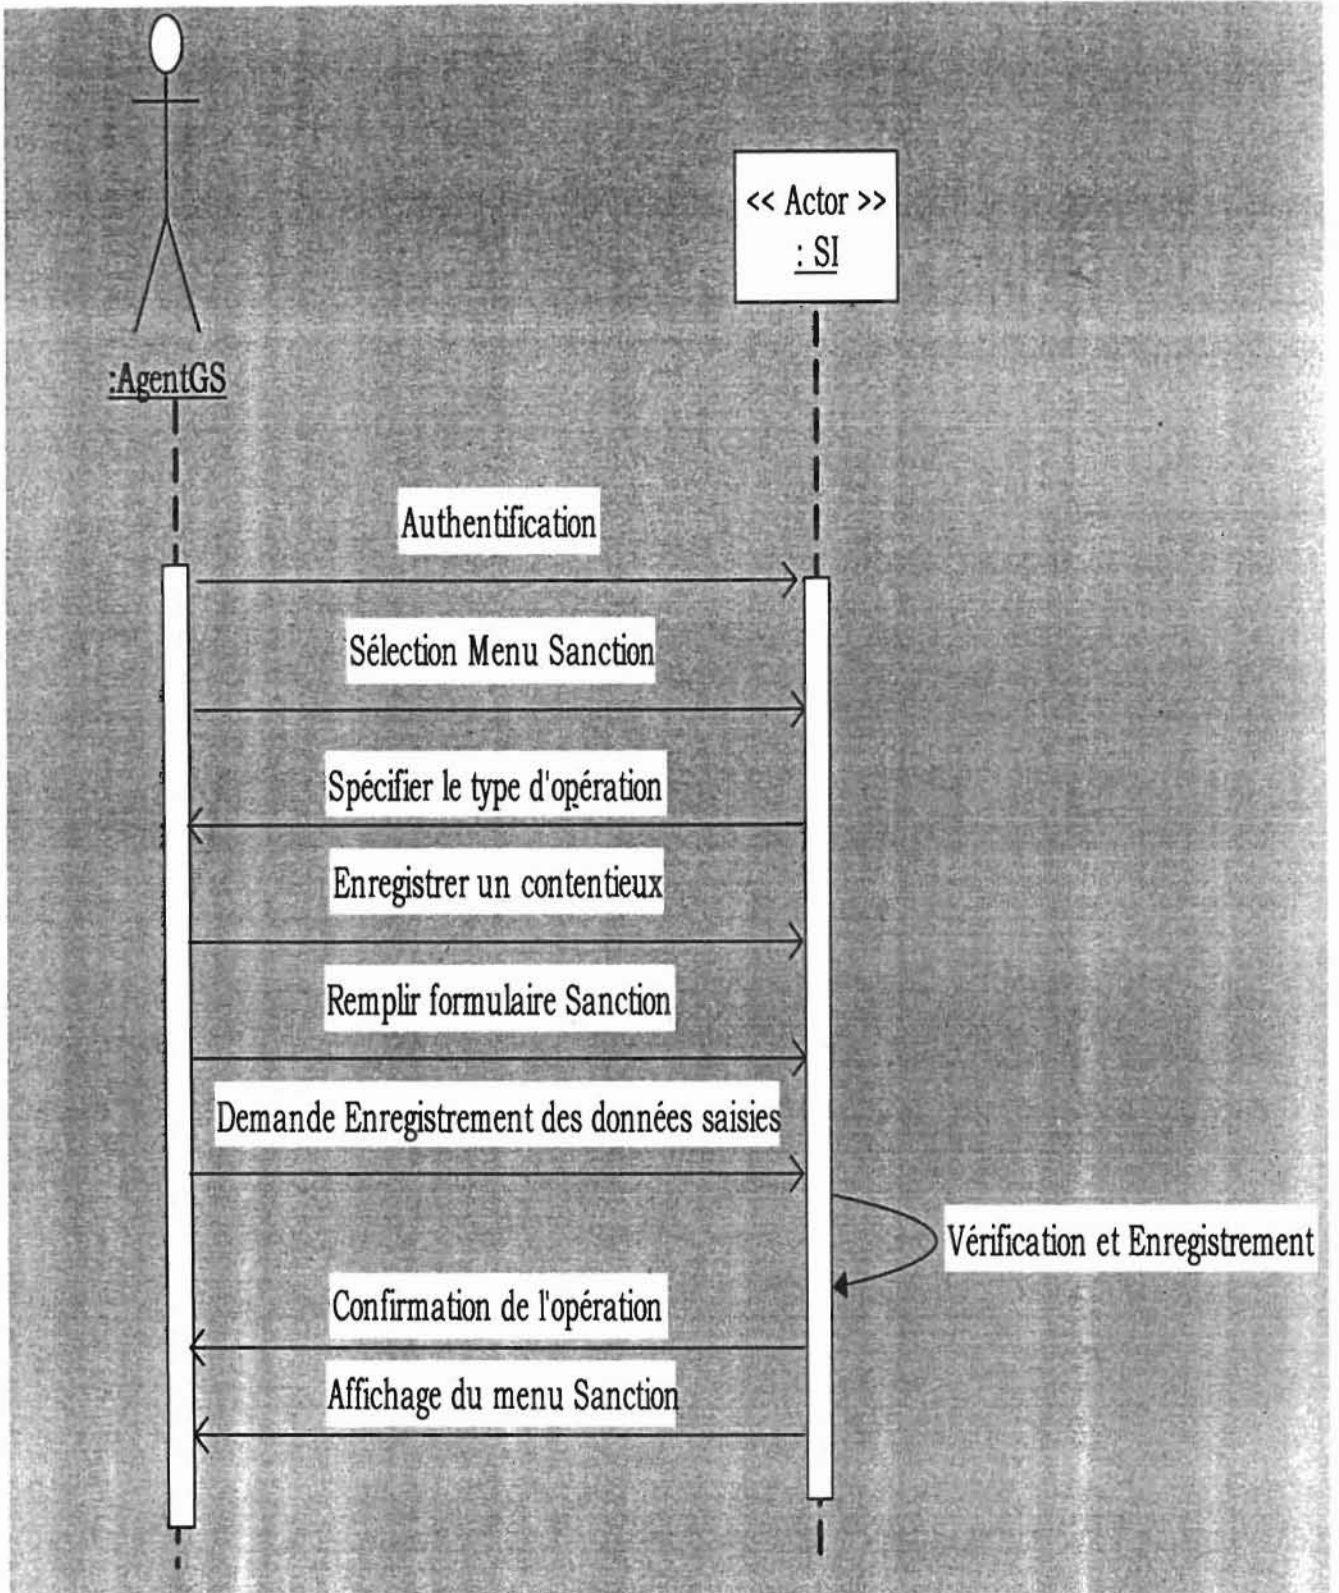 << Actor >>
: SI
:AgentGS
Authentification
Sélection Menu Sanction
Spécifier le type d'opération
Enregistrer un contentieux
Remplir formulaire Sanction
Demande Enregistrement des données saisies
Vérification et Enregistrement
Confirmation de l'opération
Affichage du menu Sanction